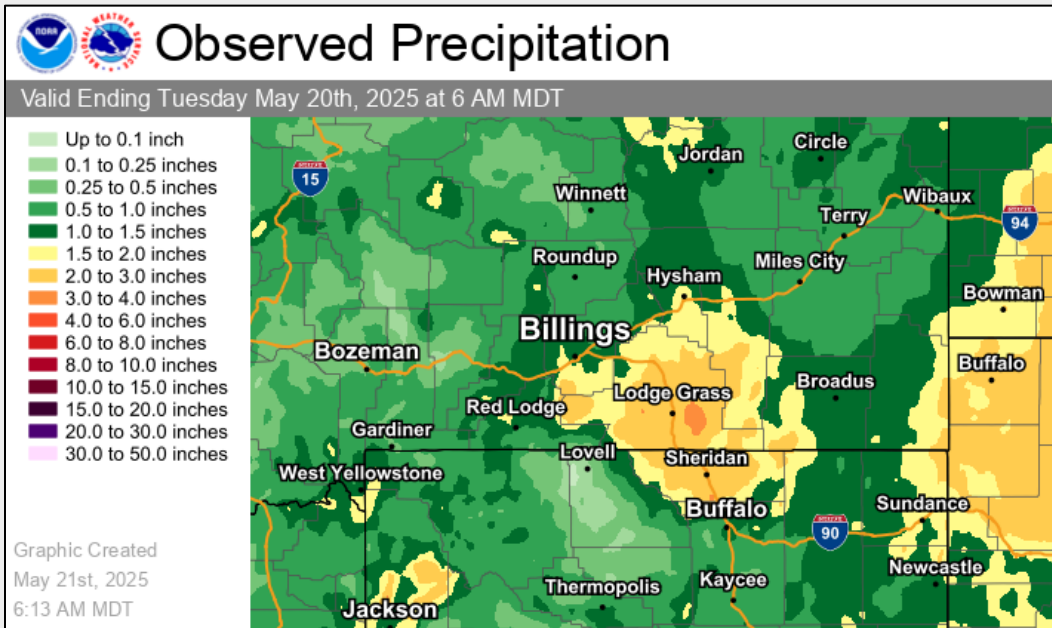 NOAA
NATIONAL WEATHER SERVICE
Observed Precipitation
Valid Ending Tuesday May 20th, 2025 at 6 AM MDT
Up to 0.1 inch
0.1 to 0.25 inches
0.25 to 0.5 inches
0.5 to 1.0 inches
1.0 to 1.5 inches
1.5 to 2.0 inches
2.0 to 3.0 inches
3.0 to 4.0 inches
4.0 to 6.0 inches
6.0 to 8.0 inches
8.0 to 10.0 inches
10.0 to 15.0 inches
15.0 to 20.0 inches
20.0 to 30.0 inches
30.0 to 50.0 inches
Graphic Created
May 21st, 2025
6:13 AM MDT
Circle
Jordan
15
Winnett
Wibaux
Terry
94
Roundup
Miles City
Hysham
Bowman
Billings
Bozeman
Buffalo
Broadus
Lodge Grass
Red Lodge
Gardiner
Lovell
Sheridan
West Yellowstone
Sundance
Buffalo
90
Newcastle
Kaycee
Thermopolis
Jackson